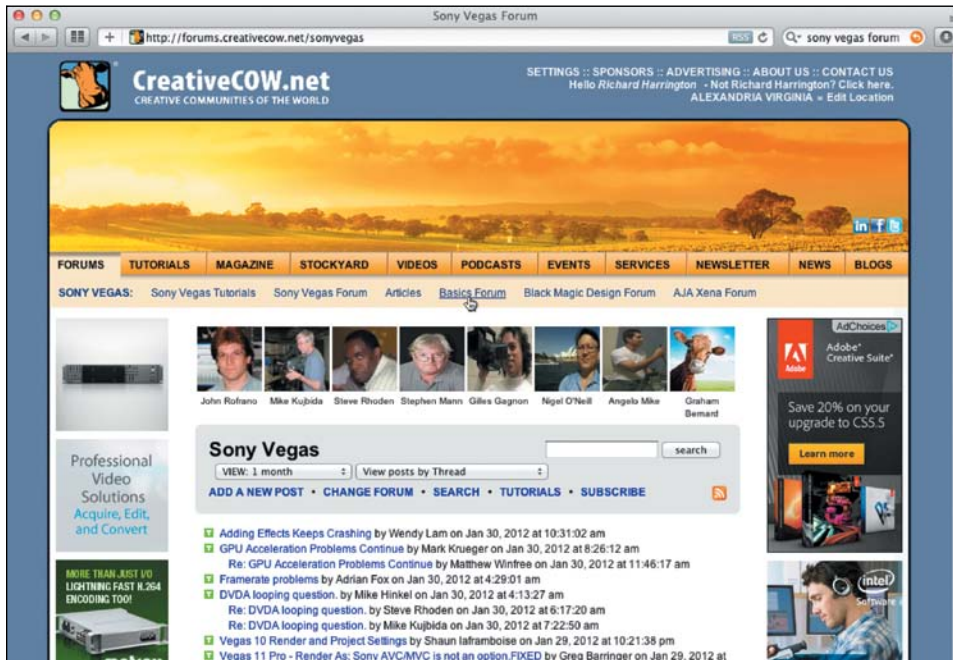 Sony Vegas Forum
http://forums.creativecow.net/sonyvegas
RSS
sony vegas forum
CreativeCOW.net
CREATIVE COMMUNITIES OF THE WORLD
SETTINGS :: SPONSORS :: ADVERTISING :: ABOUT US :: CONTACT US
Hello Richard Harrington - Not Richard Harrington? Click here.
ALEXANDRIA VIRGINIA » Edit Location
FORUMS TUTORIALS MAGAZINE STOCKYARD VIDEOS PODCASTS EVENTS SERVICES NEWSLETTER NEWS BLOGS
SONY VEGAS: Sony Vegas Tutorials Sony Vegas Forum Articles Basics Forum Black Magic Design Forum AJA Xena Forum
John Rofrano Mike Kujbida Steve Rhoden Stephen Mann Gilles Gagnon Nigel O'Neill Angelo Mike Graham Bernard
AdChoices
Adobe
Adobe®
Creative Suite®
Save 20% on your
upgrade to CS5.5
Learn more
Professional
Video
Solutions
Acquire, Edit,
and Convert
Sony Vegas
search
VIEW: 1 month
View posts by Thread
ADD A NEW POST • CHANGE FORUM • SEARCH • TUTORIALS • SUBSCRIBE
Adding Effects Keeps Crashing by Wendy Lam on Jan 30, 2012 at 10:31:02 am
GPU Acceleration Problems Continue by Mark Krueger on Jan 30, 2012 at 8:26:12 am
Re: GPU Acceleration Problems Continue by Matthew Winfree on Jan 30, 2012 at 11:46:17 am
Framerate problems by Adrian Fox on Jan 30, 2012 at 4:29:01 am
DVDA looping question. by Mike Hinkel on Jan 30, 2012 at 4:13:27 am
Re: DVDA looping question. by Steve Rhoden on Jan 30, 2012 at 6:17:20 am
Re: DVDA looping question. by Mike Kujbida on Jan 30, 2012 at 7:22:50 am
Vegas 10 Render and Project Settings by Shaun laframboise on Jan 29, 2012 at 10:21:38 pm
Vegas 11 Pro - Render As: Sony AVC/MVC is not an option.FIXED by Greg Barringer on Jan 29, 2012 at
MORE THAN JUST I/O
LIGHTNING FAST H.264
ENCODING TOO!
intel
Software